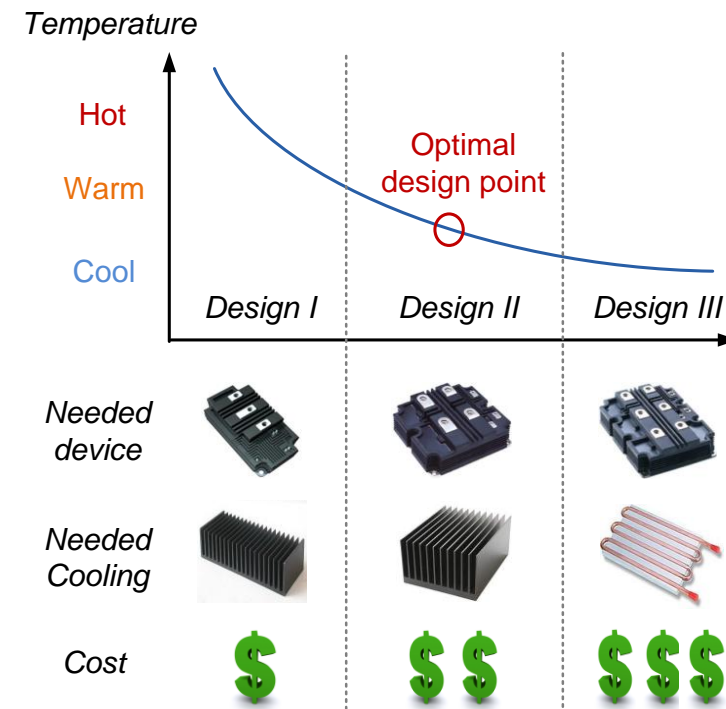 Temperature
Hot
Optimal
design point
Warm
Cool
Design I
Design II
Design III
Needed
device
Needed
Cooling
Cost
$
$ $
$ $ $